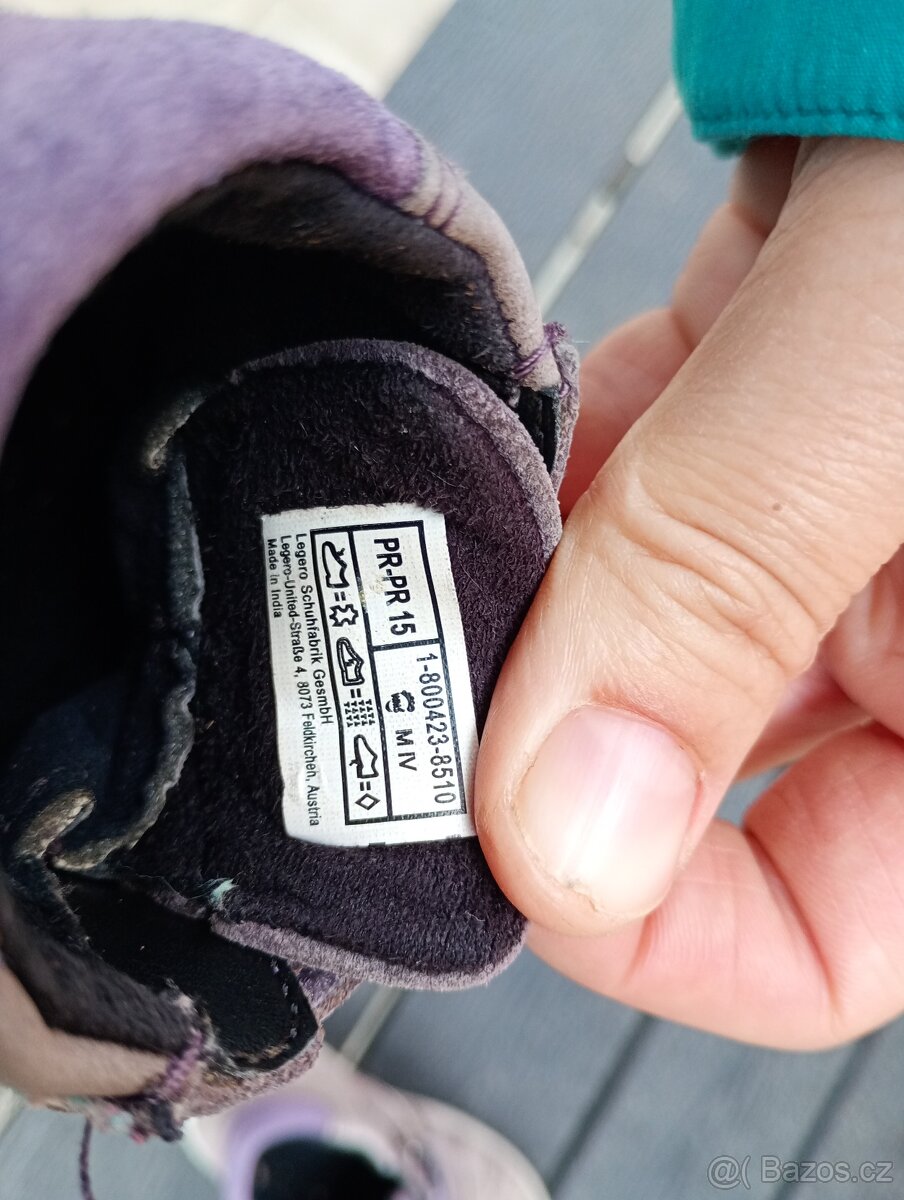 PR-PR 15
1-800423-8510
M IV
= = =
Legero Schuhfabrik GesmbH
Legero-United-Straße 4, 8073 Feldkirchen, Austria
Made in India
@( Bazos.cz